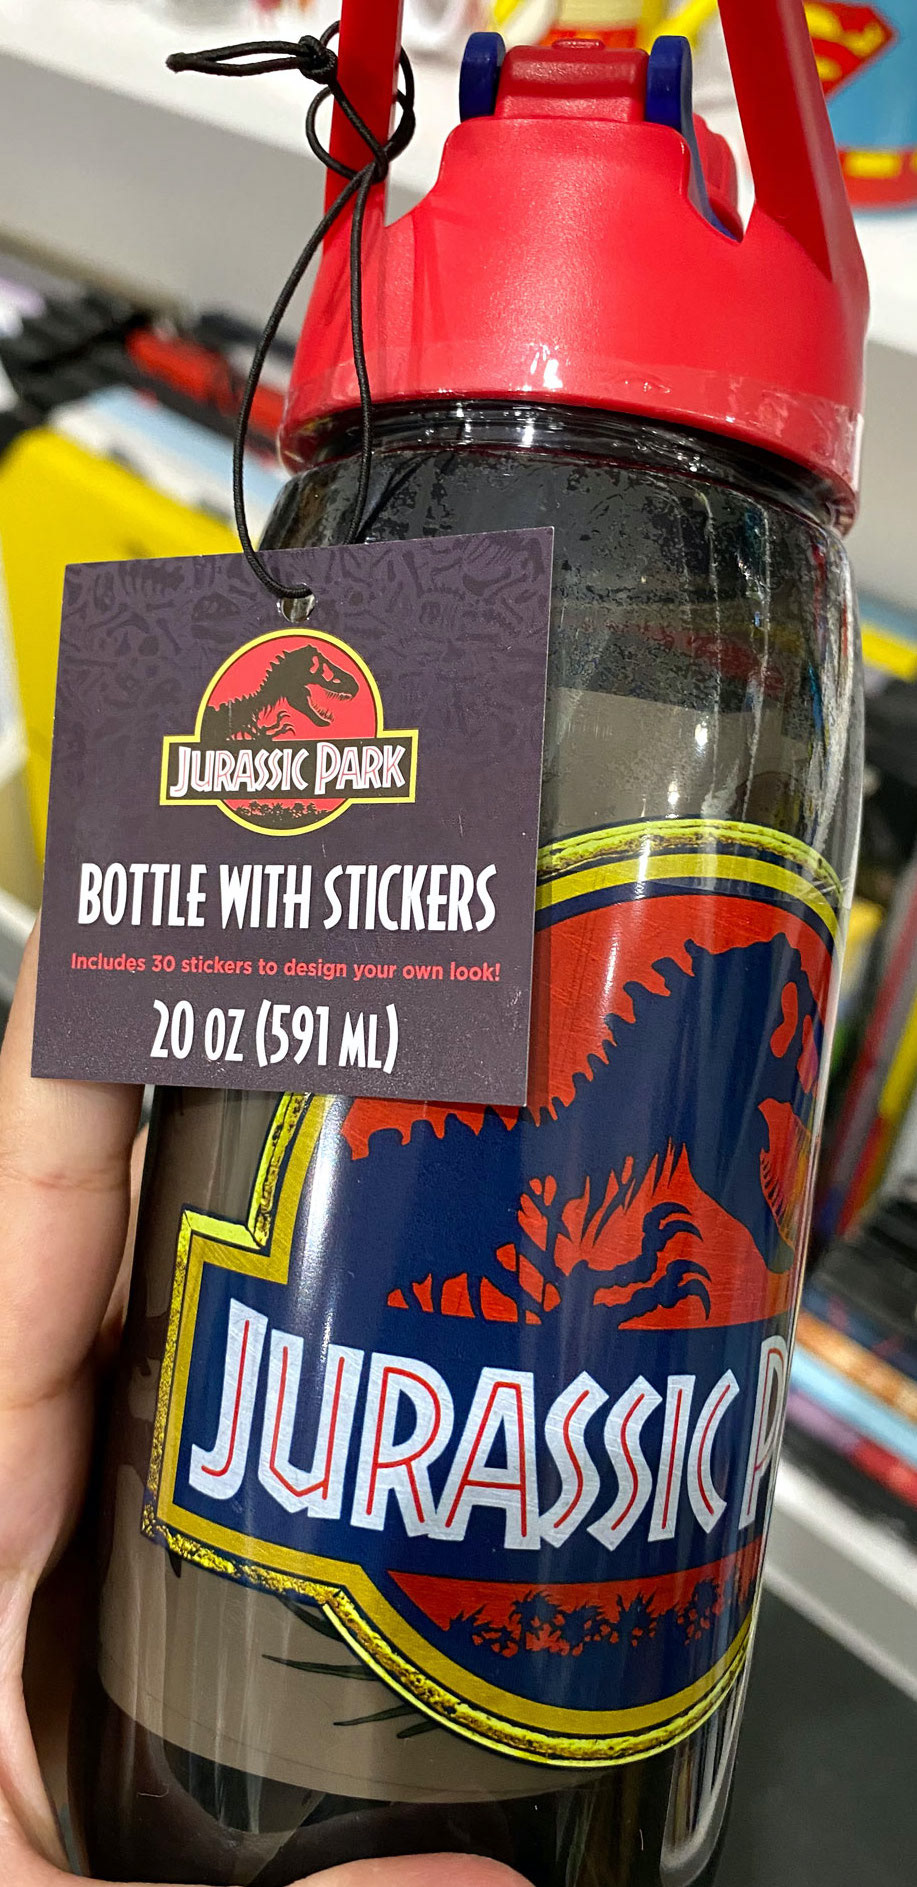 JURASSIC PARK
BOTTLE WITH STICKERS
Includes 30 stickers to design your own look!
20 OZ (591 ML)
JURASSIC P